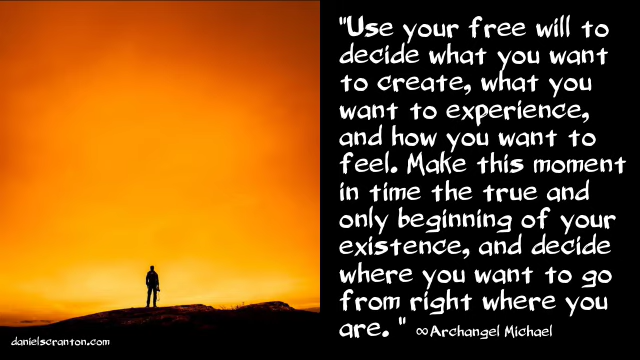 "Use your free will to
decide what you want
to create, what you
want to experience,
and how you want to
feel. Make this moment
in time the true and
only beginning of your
existence, and decide
where you want to go
from right where you
are. " ∞Archangel Michael
danielscranton.com